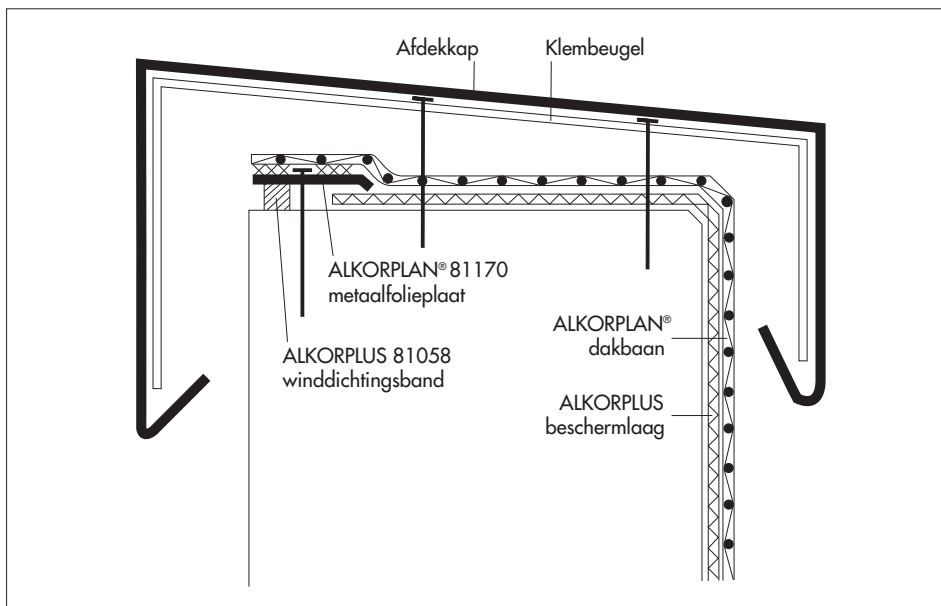 Afdekkap
Klembeugel
ALKORPLAN® 81170
metaalfolieplaat
ALKORPLUS 81058
winddichtingsband
ALKORPLAN®
dakbaan
ALKORPLUS
beschermlaag